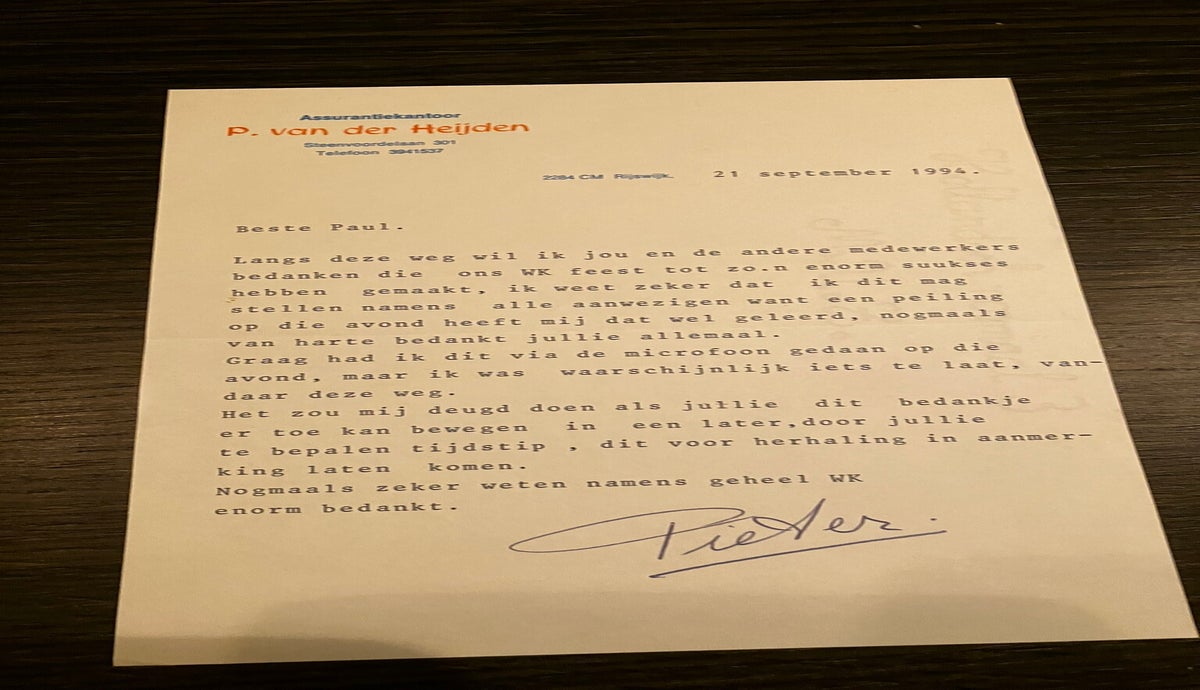 Assurantiekantoor
P. van der Heijden
Steenvoordelaan 301
Telefoon 3941537
2284 CM Rijswijk. 21 september 1994.
Beste Paul.
Langs deze weg wil ik jou en de andere medewerkers
bedanken die ons WK feest tot zo.n enorm suukses
hebben gemaakt, ik weet zeker dat ik dit mag
stellen namens alle aanwezigen want een peiling
op die avond heeft mij dat wel geleerd, nogmaals
van harte bedankt jullie allemaal.
Graag had ik dit via de microfoon gedaan op die
avond, maar ik was waarschijnlijk iets te laat, van-
daar deze weg.
Het zou mij deugd doen als jullie dit bedankje
er toe kan bewegen in een later,door jullie
te bepalen tijdstip , dit voor herhaling in aanmer-
king laten komen.
Nogmaals zeker weten namens geheel WK
enorm bedankt.
Pieter.